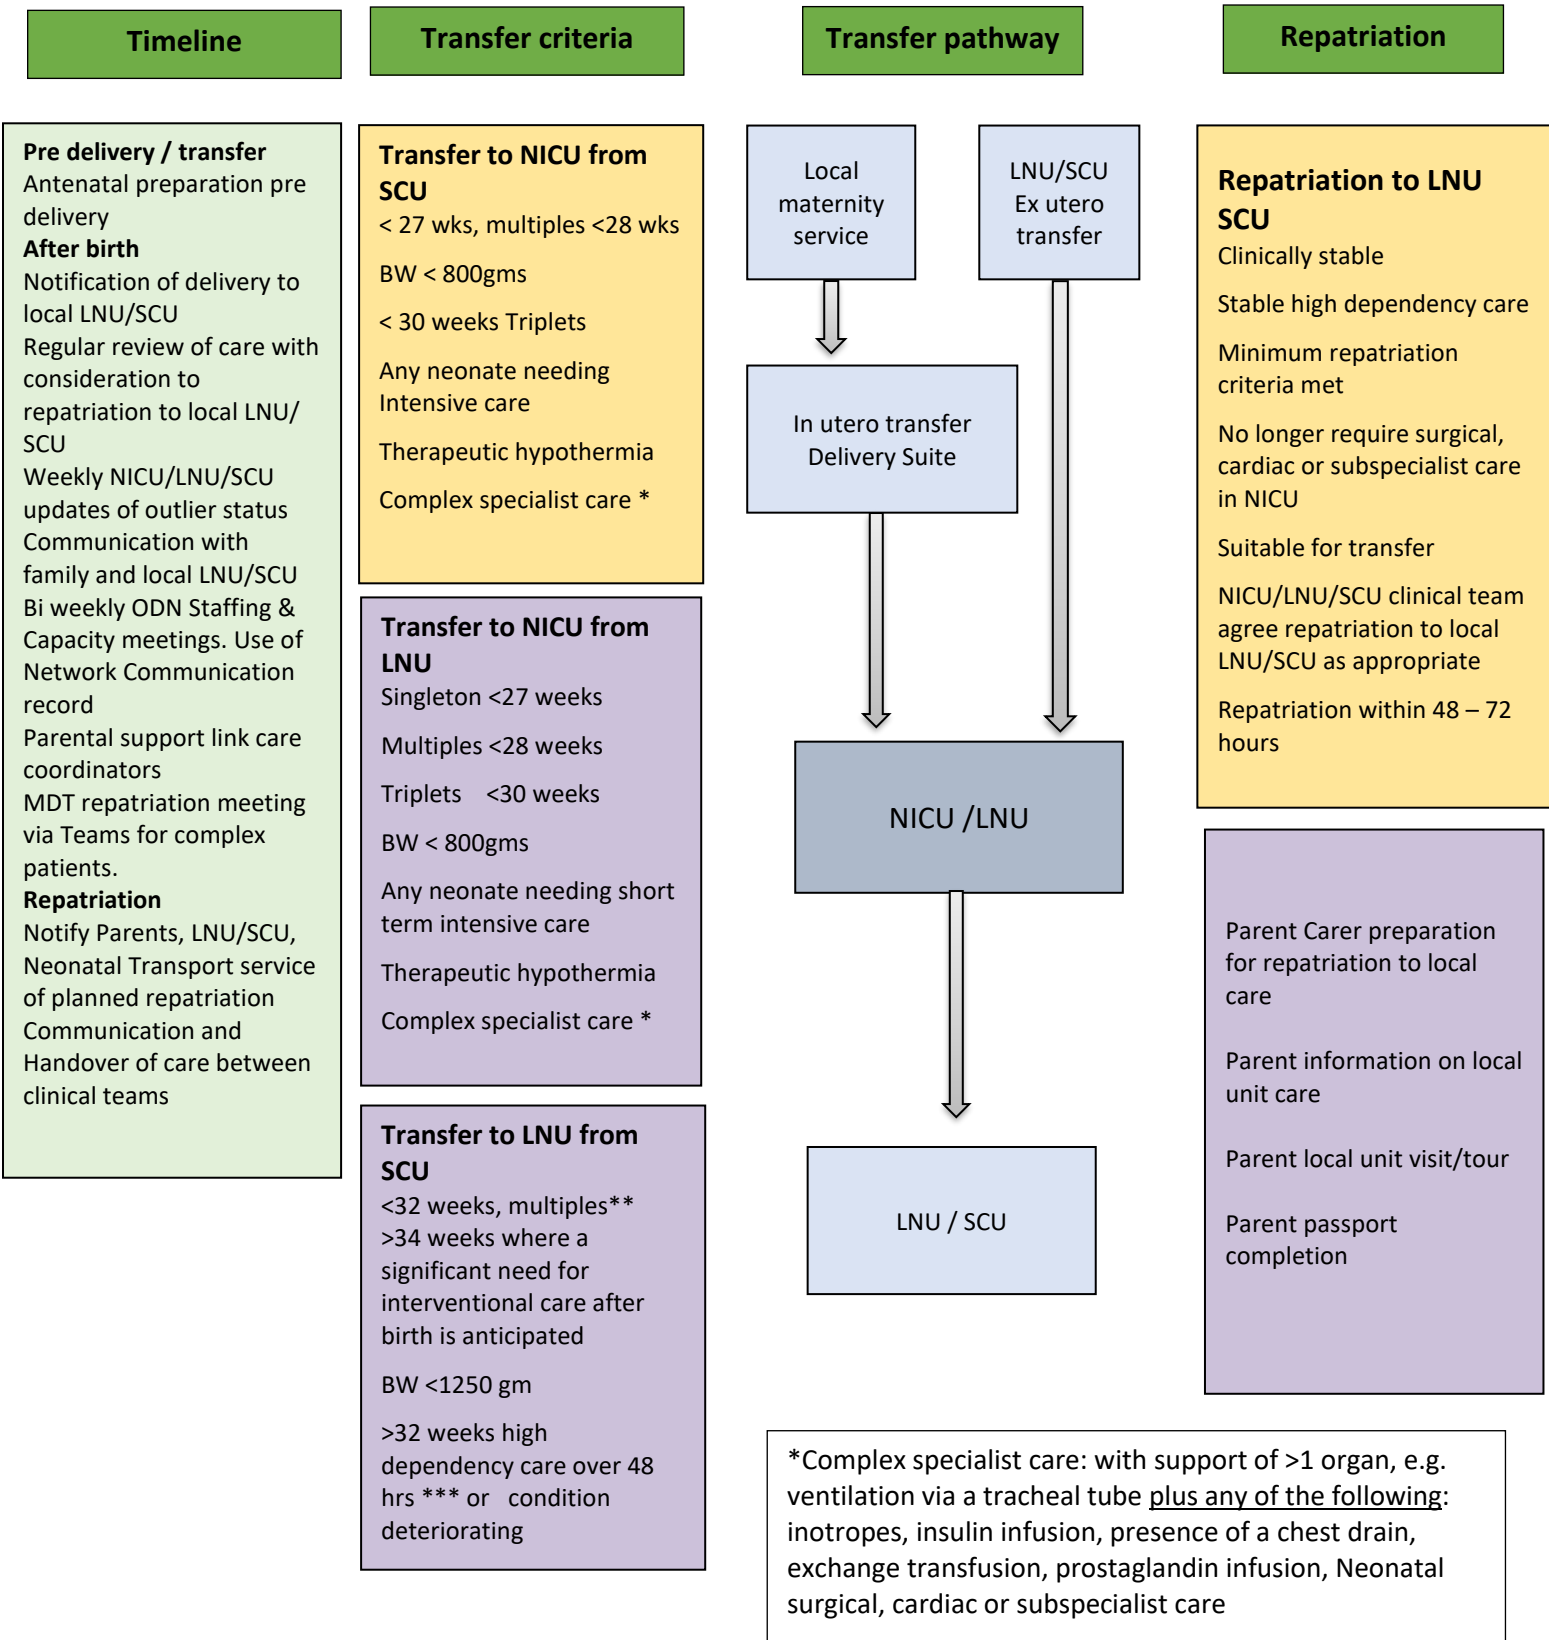 Timeline
Transfer criteria
Transfer pathway
Repatriation
Pre delivery / transfer
Antenatal preparation pre
delivery
After birth
Notification of delivery to
local LNU/SCU
Regular review of care with
consideration to
repatriation to local LNU/
SCU
Weekly NICU/LNU/SCU
updates of outlier status
Communication with
family and local LNU/SCU
Bi weekly ODN Staffing &
Capacity meetings. Use of
Network Communication
record
Parental support link care
coordinators
MDT repatriation meeting
via Teams for complex
patients.
Repatriation
Notify Parents, LNU/SCU,
Neonatal Transport service
of planned repatriation
Communication and
Handover of care between
clinical teams
Transfer to NICU from
SCU
< 27 wks, multiples <28 wks
BW < 800gms
< 30 weeks Triplets
Any neonate needing
Intensive care
Therapeutic hypothermia
Complex specialist care *
Transfer to NICU from
LNU
Singleton <27 weeks
Multiples <28 weeks
Triplets <30 weeks
BW < 800gms
Any neonate needing short
term intensive care
Therapeutic hypothermia
Complex specialist care *
Transfer to LNU from
SCU
<32 weeks, multiples**
>34 weeks where a
significant need for
interventional care after
birth is anticipated
BW <1250 gm
>32 weeks high
dependency care over 48
hrs *** or condition
deteriorating
Local
maternity
service
LNU/SCU
Ex utero
transfer
In utero transfer
Delivery Suite
NICU /LNU
LNU / SCU
Repatriation to LNU
SCU
Clinically stable
Stable high dependency care
Minimum repatriation
criteria met
No longer require surgical,
cardiac or subspecialist care
in NICU
Suitable for transfer
NICU/LNU/SCU clinical team
agree repatriation to local
LNU/SCU as appropriate
Repatriation within 48 – 72
hours
Parent Carer preparation
for repatriation to local
care
Parent information on local
unit care
Parent local unit visit/tour
Parent passport
completion
*Complex specialist care: with support of >1 organ, e.g.
ventilation via a tracheal tube plus any of the following:
inotropes, insulin infusion, presence of a chest drain,
exchange transfusion, prostaglandin infusion, Neonatal
surgical, cardiac or subspecialist care